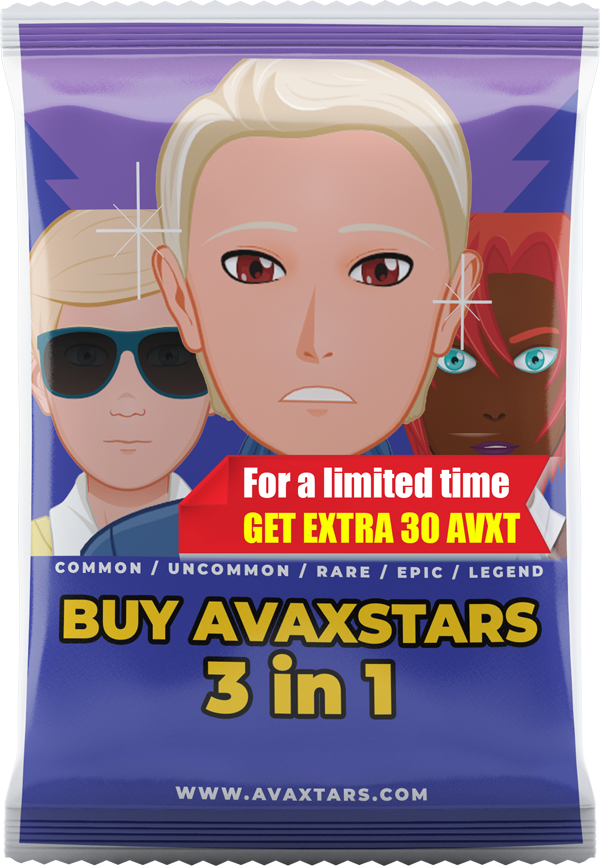 For a limited time
GET EXTRA 30 AVXT
COMMON / UNCOMMON / RARE / EPIC / LEGEND
BUY AVAXSTARS
3 in 1
WWW.AVAXTARS.COM